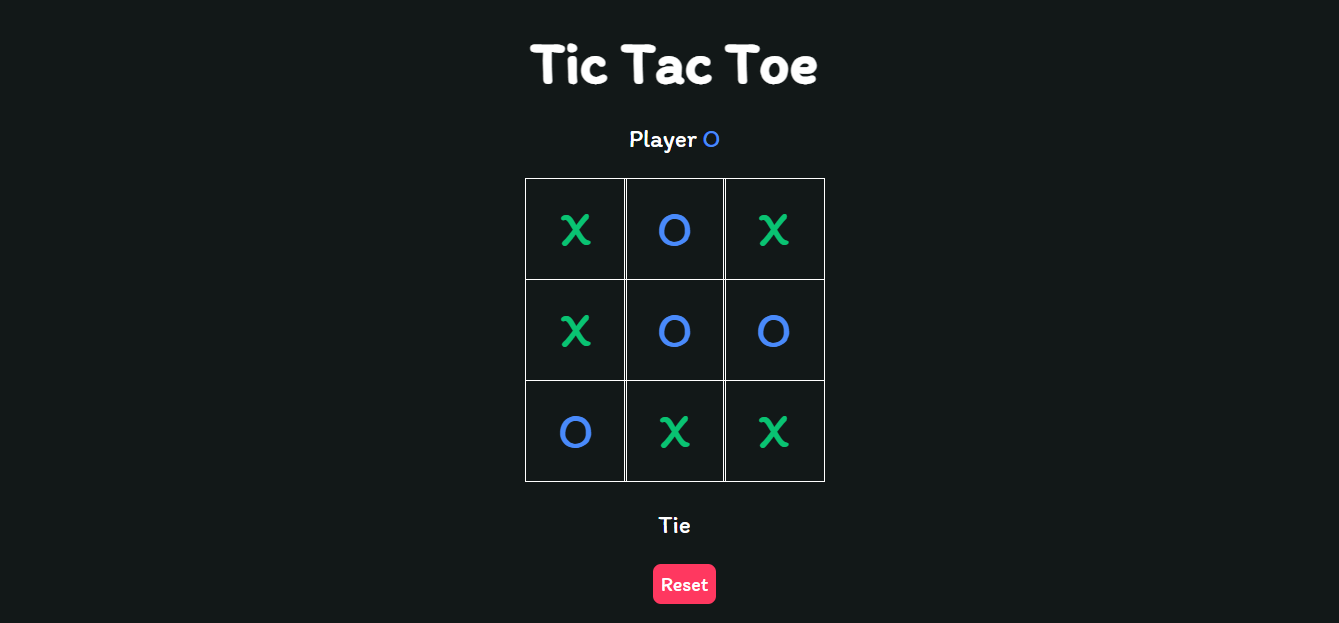 Tic Tac Toe
Player O
X O X
X O O
O X X
Tie
Reset